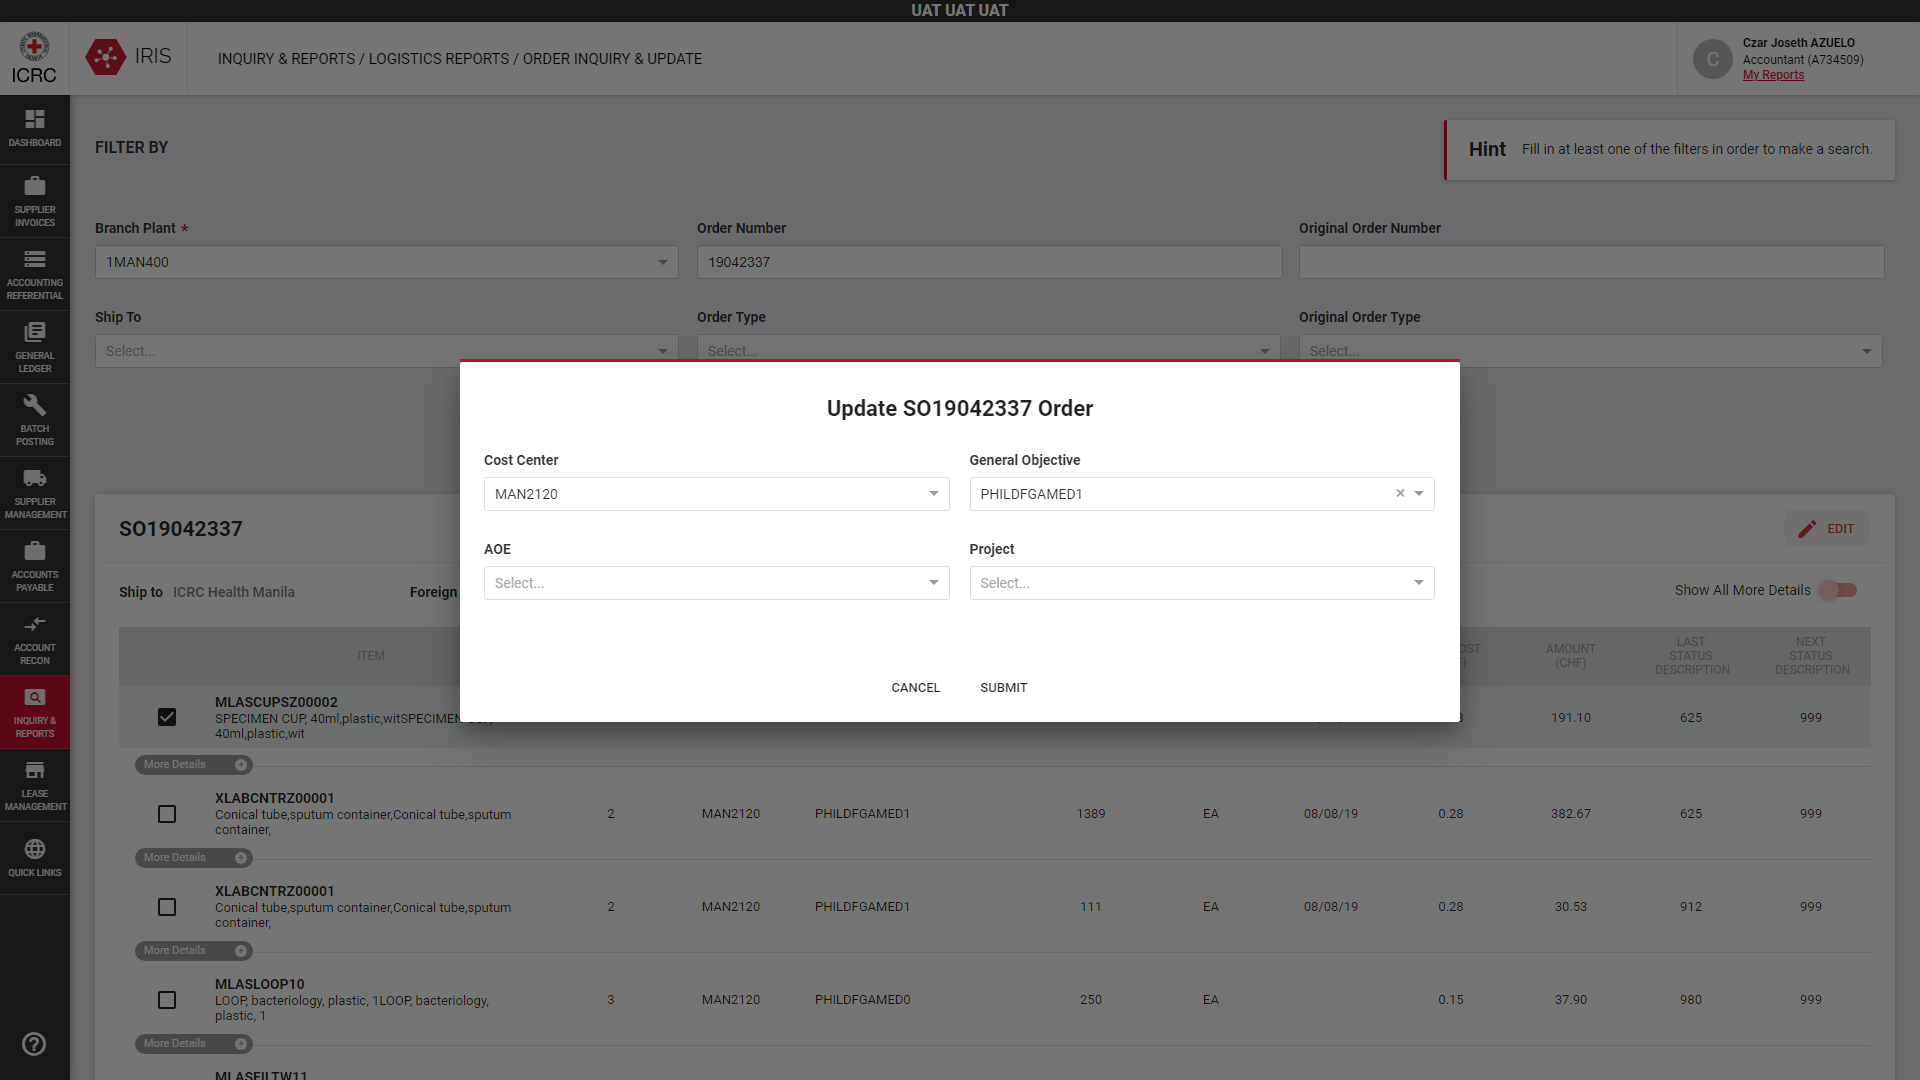 UAT UAT UAT
ICRC
IRIS
INQUIRY & REPORTS / LOGISTICS REPORTS / ORDER INQUIRY & UPDATE
C
Czar Joseth AZUELO
Accountant (A734509)
My Reports
DASHBOARD
SUPPLIER
INVOICES
ACCOUNTING
REFERENTIAL
GENERAL
LEDGER
BATCH
POSTING
SUPPLIER
MANAGEMENT
ACCOUNTS
PAYABLE
ACCOUNT
RECON
INQUIRY &
REPORTS
LEASE
MANAGEMENT
QUICK LINKS
FILTER BY
Hint Fill in at least one of the filters in order to make a search.
Branch Plant * Order Number Original Order Number
1MAN400 19042337
Ship To Order Type Original Order Type
Select... Select... Select...
Update SO19042337 Order
Cost Center General Objective
MAN2120 PHILDFGAMED1
AOE Project
Select... Select...
CANCEL SUBMIT
SO19042337 EDIT
Ship to ICRC Health Manila Foreign Show All More Details
ITEM
AMOUNT
(CHF)
LAST
STATUS
DESCRIPTION
NEXT
STATUS
DESCRIPTION
MLASCUPSZ00002
SPECIMEN CUP, 40ml,plastic,witSPECIMEN
40ml,plastic,wit
191.10 625 999
More Details
XLABCNTRZ00001
Conical tube,sputum container,Conical tube,sputum
container,
2 MAN2120 PHILDFGAMED1 1389 EA 08/08/19 0.28 382.67 625 999
More Details
XLABCNTRZ00001
Conical tube,sputum container,Conical tube,sputum
container,
2 MAN2120 PHILDFGAMED1 111 EA 08/08/19 0.28 30.53 912 999
More Details
MLASLOOP10
LOOP, bacteriology, plastic, 1LOOP, bacteriology,
plastic, 1
3 MAN2120 PHILDFGAMED0 250 EA 0.15 37.90 980 999
More Details
MLASFILTW11